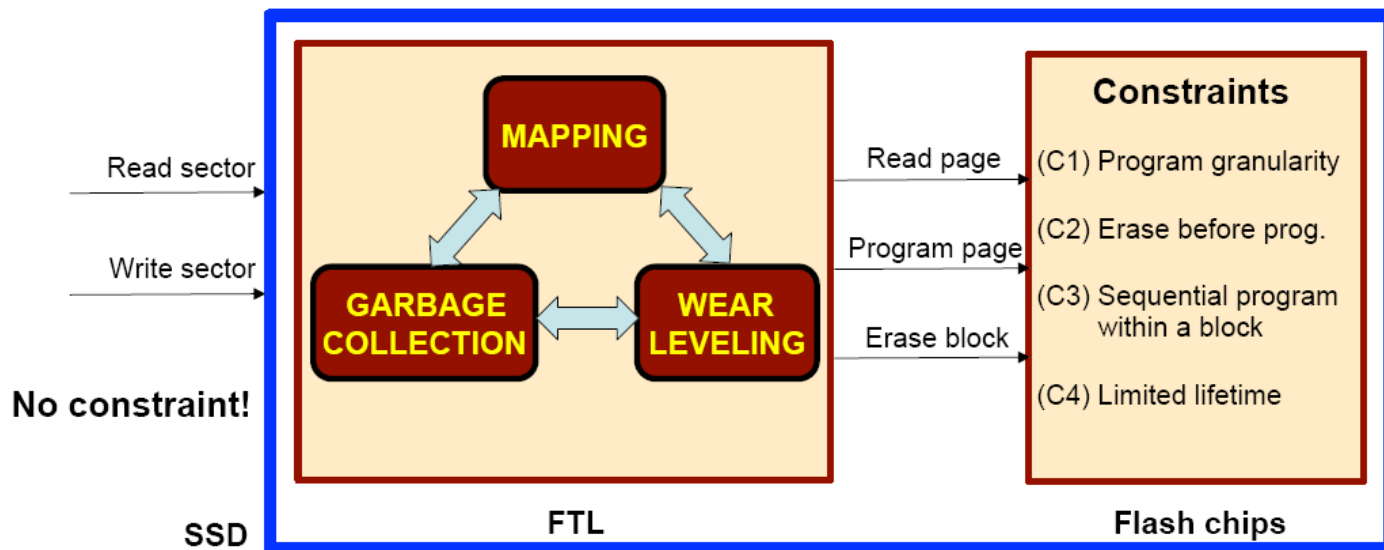 Read sector
Write sector
No constraint!
SSD
MAPPING
GARBAGE
COLLECTION
WEAR
LEVELING
FTL
Read page
Program page
Erase block
Constraints
(C1) Program granularity
(C2) Erase before prog.
(C3) Sequential program
within a block
(C4) Limited lifetime
Flash chips